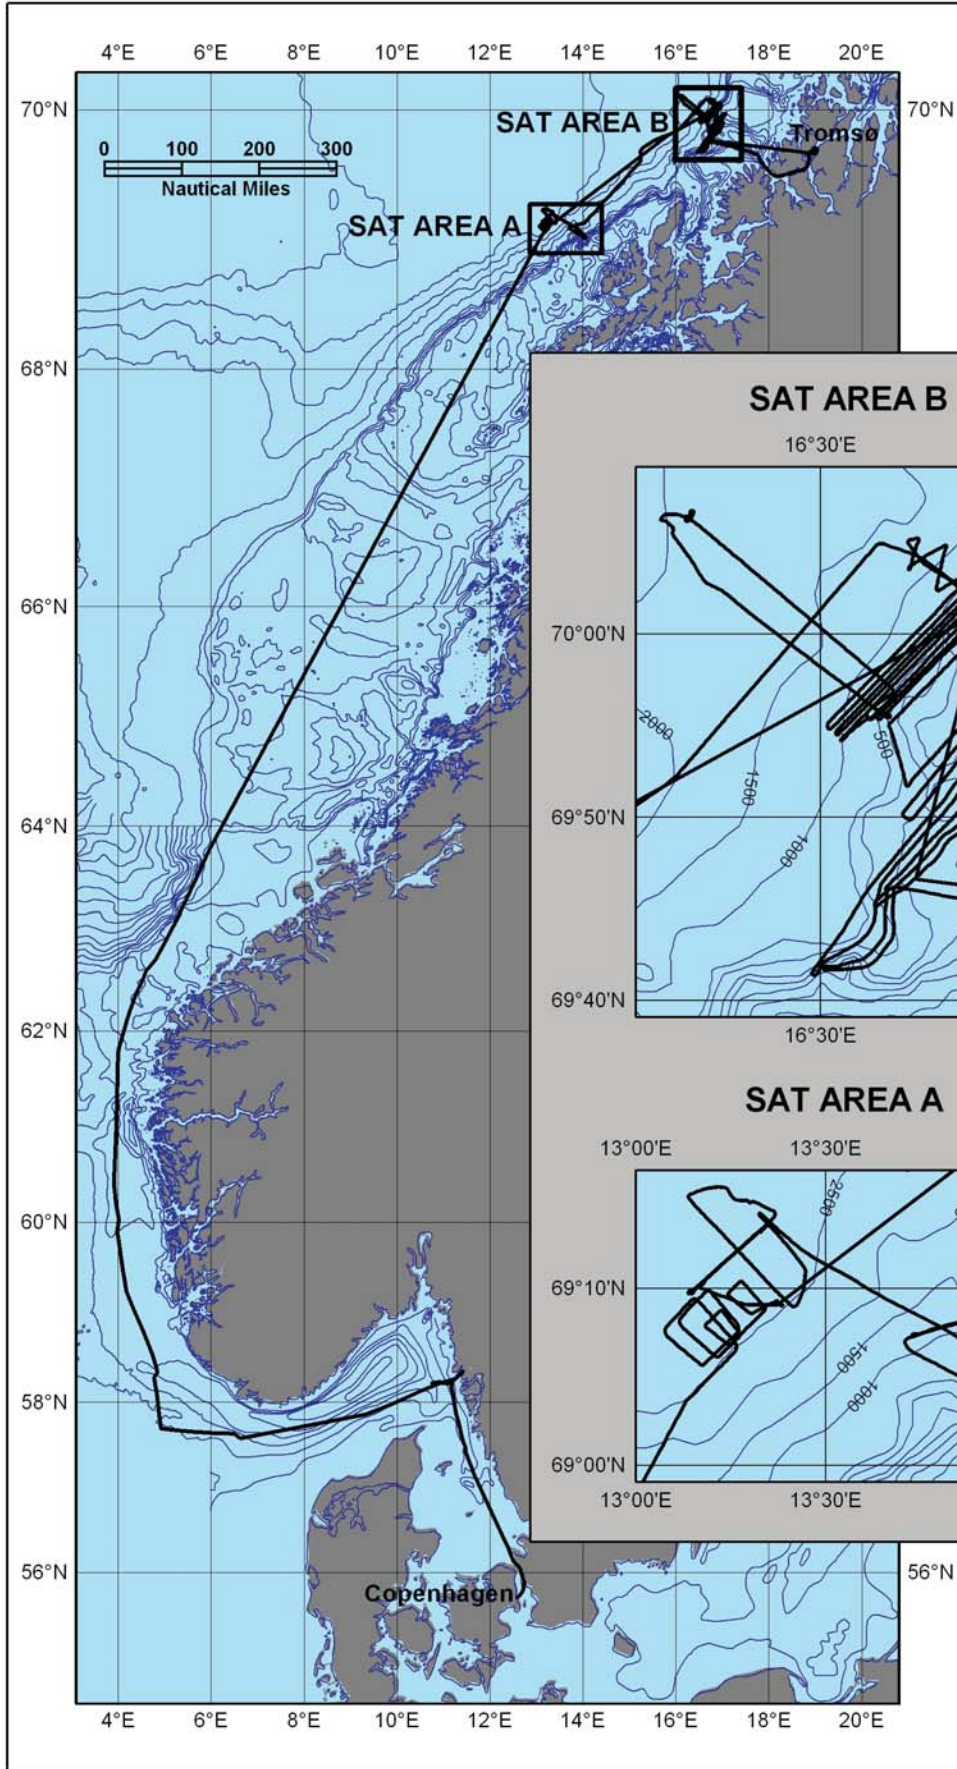 4°E 6°E 8°E 10°E 12°E 14°E 16°E 18°E 20°E
70°N 70°N
SAT AREA B
Tromsø
0 100 200 300
Nautical Miles
SAT AREA A
68°N
66°N
64°N
62°N
60°N
58°N
56°N 56°N
Copenhagen
4°E 6°E 8°E 10°E 12°E 14°E 16°E 18°E 20°E
SAT AREA B
16°30'E
70°00'N
2000
1500
1000
500
69°50'N
69°40'N
16°30'E
SAT AREA A
13°00'E 13°30'E
2500
69°10'N
1500
1000
69°00'N
13°00'E 13°30'E